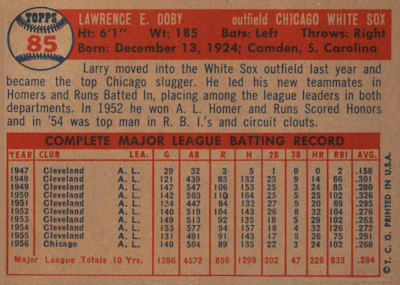 TOPPS
85
LAWRENCE E. DOBY outfield CHICAGO WHITE SOX
Ht: 6'1" Wt: 185 Bats: Left Throws: Right
Born: December 13, 1924; Camden, S. Carolina
Larry moved into the White Sox outfield last year and
became the top Chicago slugger. He led his new teammates in
Homers and Runs Batted In, placing among the league leaders in both
departments. In 1952 he won A. L. Homer and Runs Scored Honors
and in '54 was top man in R. B. I.'s and circuit clouts.
COMPLETE MAJOR LEAGUE BATTING RECORD
YEAR CLUB LEA. G AB R H 2B 3B HR RBI AVG.
1947 Cleveland A. L. 29 32 3 5 1 0 0 2 .156
1948 Cleveland A. L. 121 439 83 132 23 9 14 66 .301
1949 Cleveland A. L. 147 547 106 153 25 3 24 85 .280
1950 Cleveland A. L. 142 503 110 164 25 5 25 102 .326
1951 Cleveland A. L. 134 447 84 132 27 5 20 69 .295
1952 Cleveland A. L. 140 519 104 143 26 8 32 104 .276
1953 Cleveland A. L. 149 513 92 135 18 5 29 102 .263
1954 Cleveland A. L. 153 577 94 157 18 4 32 126 .272
1955 Cleveland A. L. 131 491 91 143 17 5 26 75 .291
1956 Chicago A. L. 140 504 89 135 22 3 24 102 .268
Major League Totals 10 Yrs. 1286 4572 856 1299 202 47 226 833 .284
© T. C. G. PRINTED IN U.S.A.